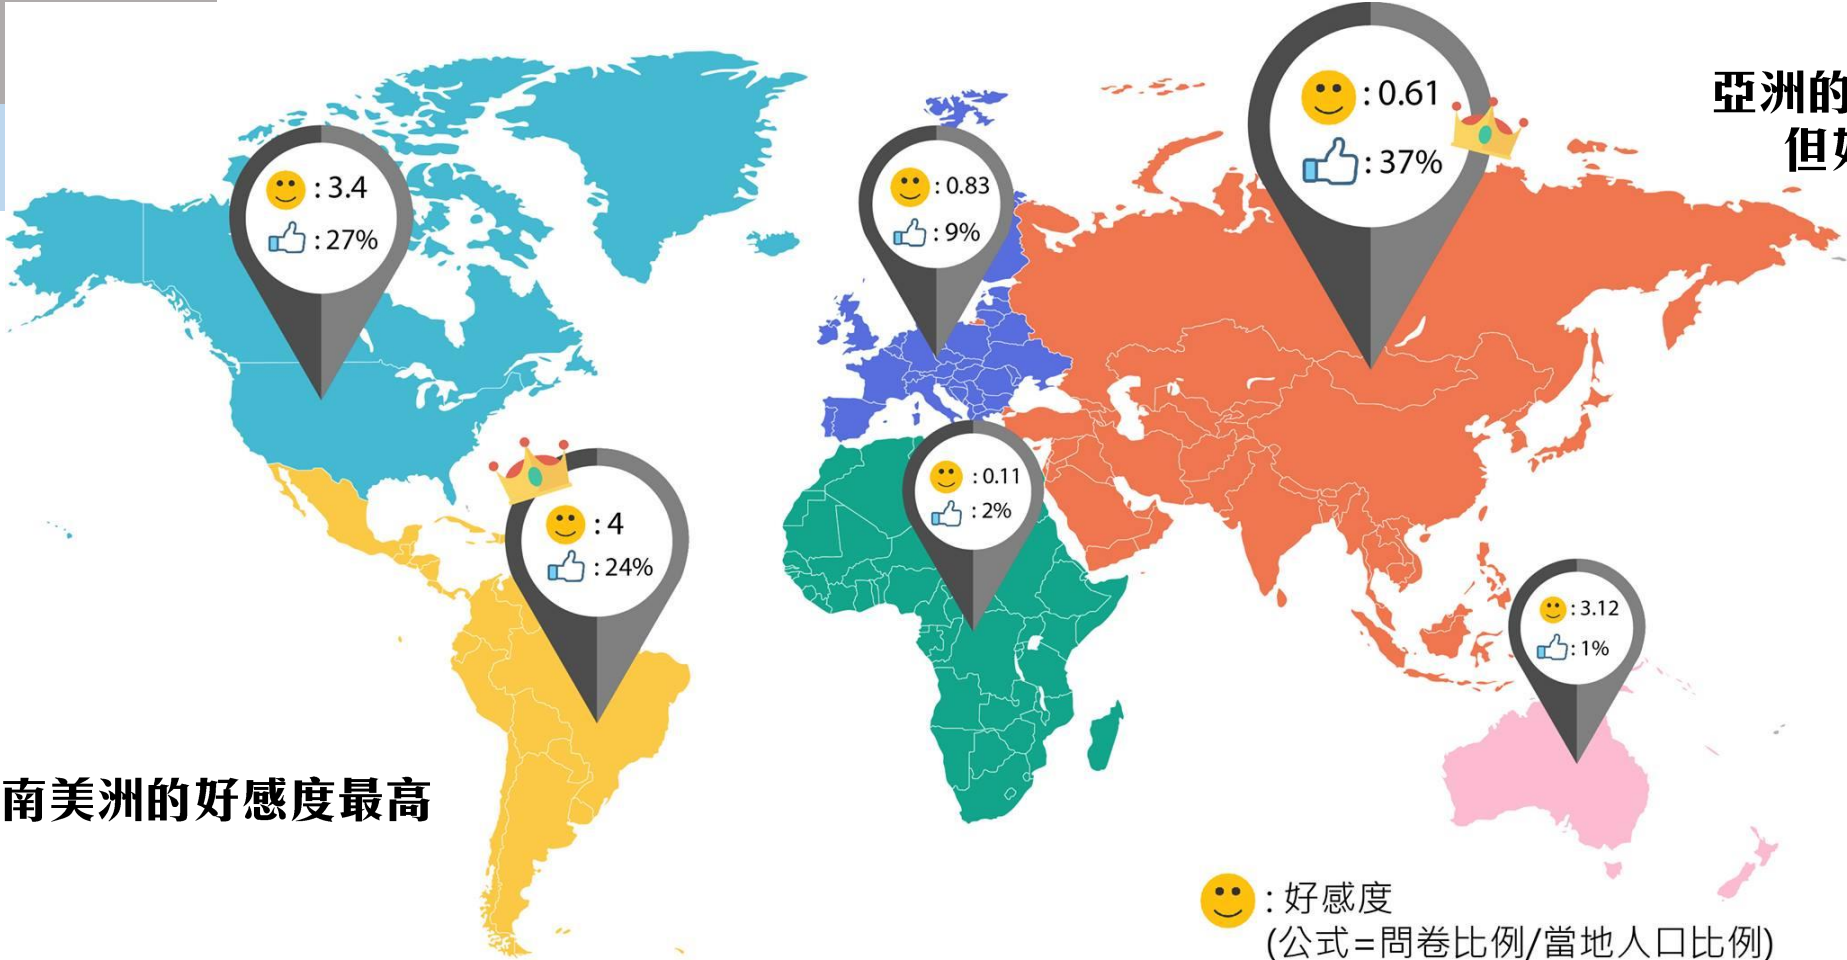 : 0.61
: 37%
亞洲的
但
: 3.4
: 27%
: 0.83
: 9%
: 0.11
: 2%
: 4
: 24%
: 3.12
: 1%
南美洲的好感度最高
: 好感度
(公式=問卷比例/當地人口比例)